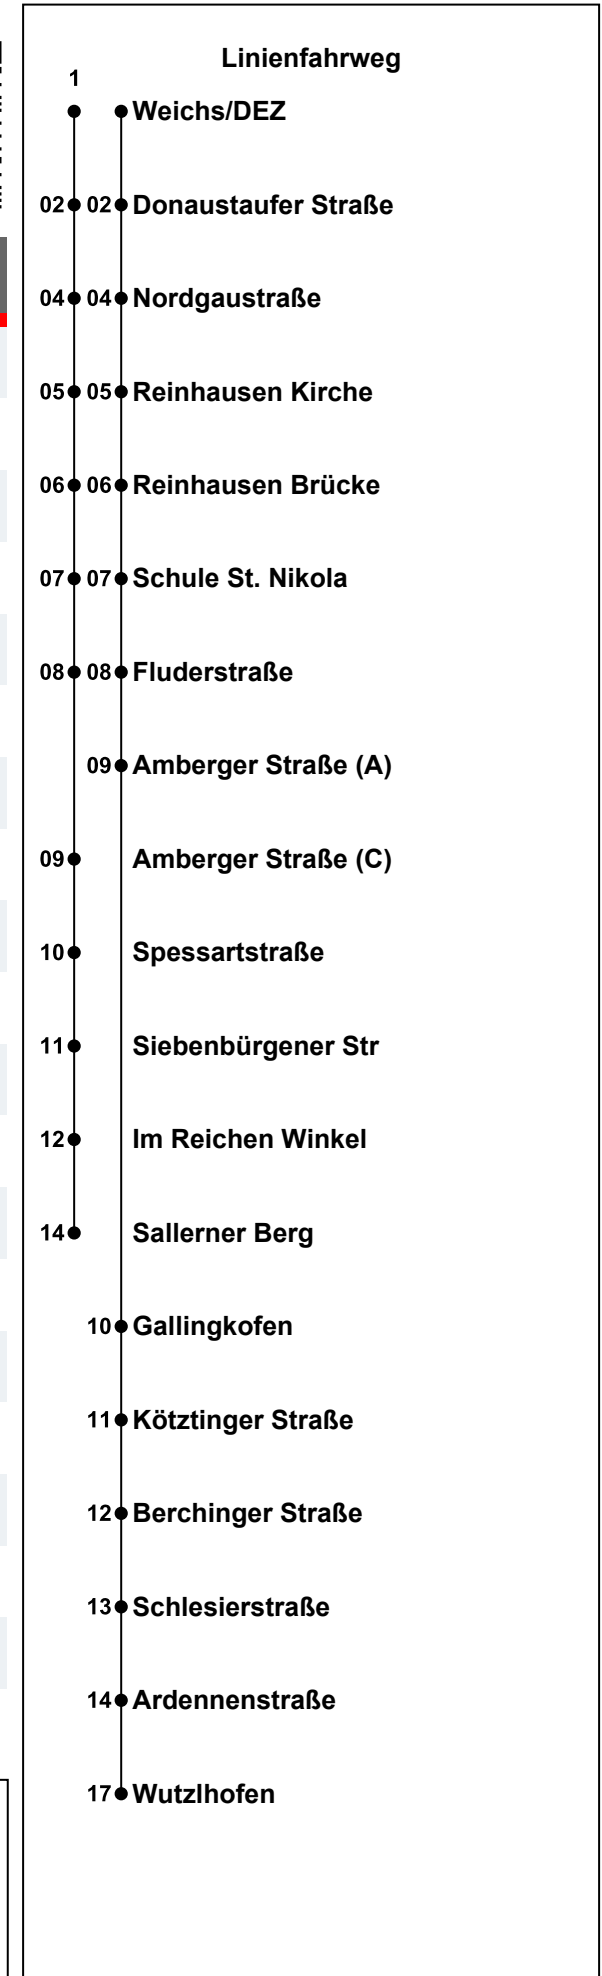 Linienfahrweg
1
Weichs/DEZ
02 02 Donaustaufer Straße
04 04 Nordgaustraße
05 05 Reinhausen Kirche
06 06 Reinhausen Brücke
07 07 Schule St. Nikola
08 08 Fluderstraße
09 Amberger Straße (A)
09 Amberger Straße (C)
10 Spessartstraße
11 Siebenbürgener Str
12 Im Reichen Winkel
14 Sallerner Berg
10 Gallingkofen
11 Kötztinger Straße
12 Berchinger Straße
13 Schlesierstraße
14 Ardennenstraße
17 Wutzlhofen